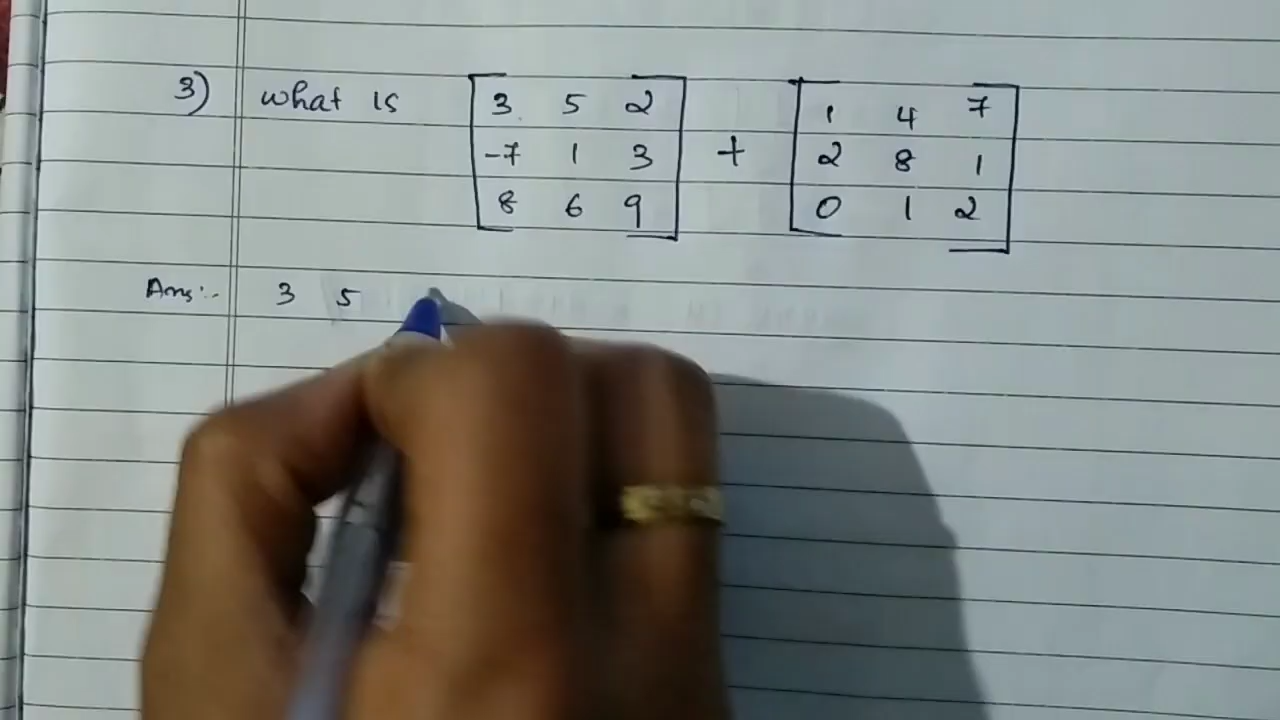 3) what is [3 5 2 + [1 4 7
-7 1 3 2 8 1
8 6 9] 0 1 2]
Ans:- 3 5